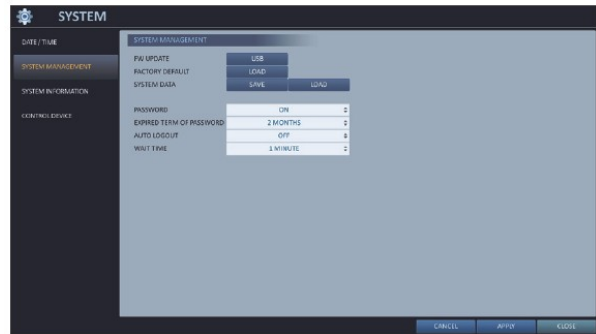 SYSTEM
DATE / TIME
SYSTEM MANAGEMENT
SYSTEM INFORMATION
CONTROL DEVICE
SYSTEM MANAGEMENT
FW UPDATE USB
FACTORY DEFAULT LOAD
SYSTEM DATA SAVE LOAD
PASSWORD ON
EXPIRED TERM OF PASSWORD 2 MONTHS
AUTO LOGOUT OFF
WAIT TIME 1 MINUTE
CANCEL APPLY CLOSE